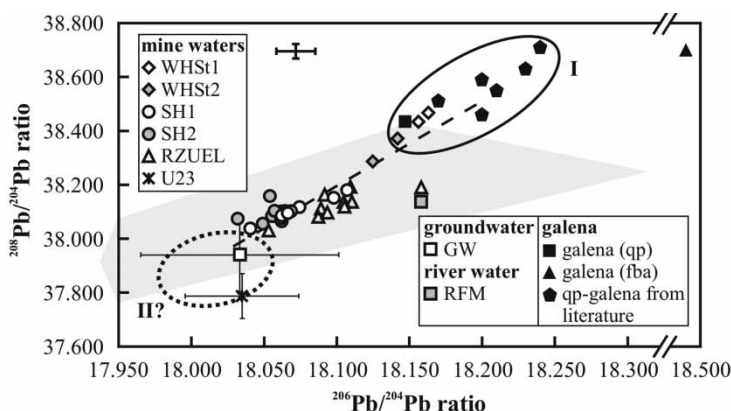 38.800
38.600
38.400
38.200
38.000
37.800
37.600
²⁰⁸Pb/²⁰⁴Pb ratio
mine waters
WHSt1
WHSt2
SH1
SH2
RZUEL
U23
I
II?
groundwater
GW
river water
RFM
galena
galena (qp)
galena (fba)
qp-galena from
literature
17.950 18.000 18.050 18.100 18.150 18.200 18.250 18.300 18.500
²⁰⁶Pb/²⁰⁴Pb ratio